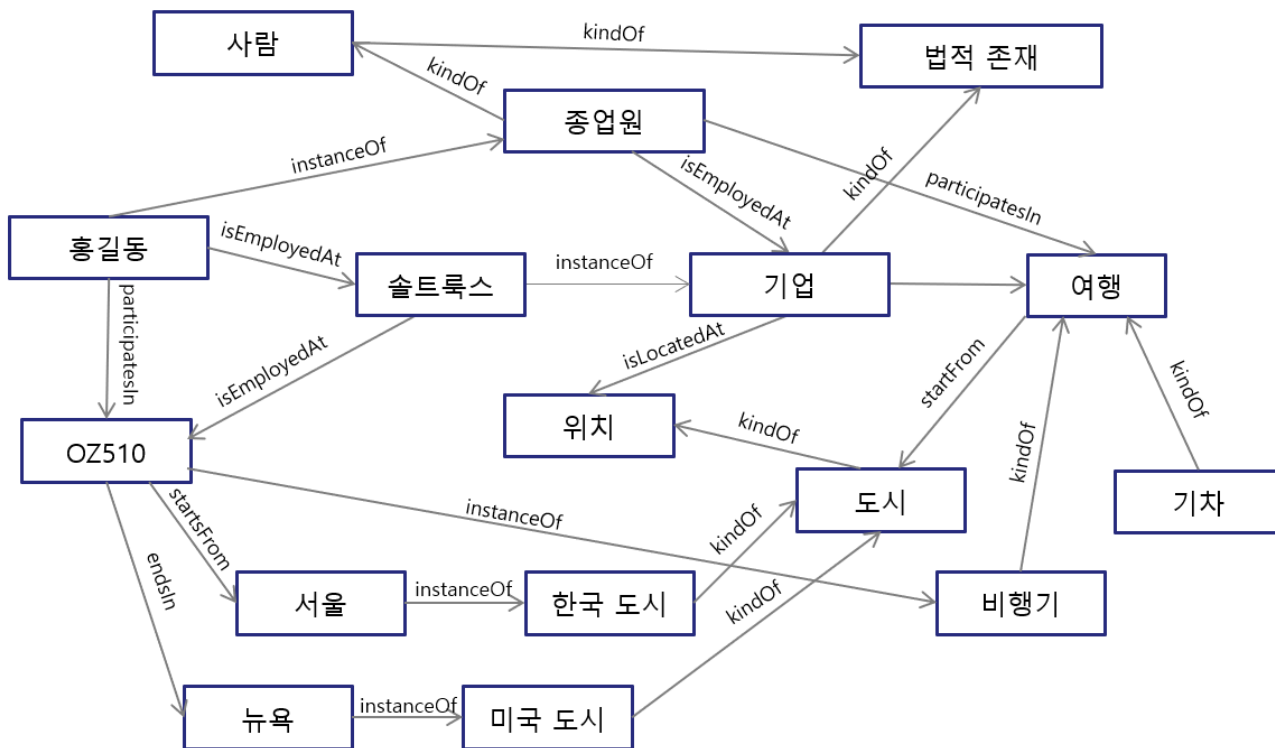 사람
kindOf
법적 존재
kindOf
종업원
instanceOf
isEmployedAt
kindOf
participatesIn
홍길동
isEmployedAt
솔트룩스
instanceOf
기업
여행
participatesIn
isEmployedAt
isLocatedAt
startFrom
kindOf
kindOf
위치
kindOf
OZ510
instanceOf
도시
기차
startsFrom
kindOf
endsIn
서울
instanceOf
한국 도시
kindOf
비행기
뉴욕
instanceOf
미국 도시